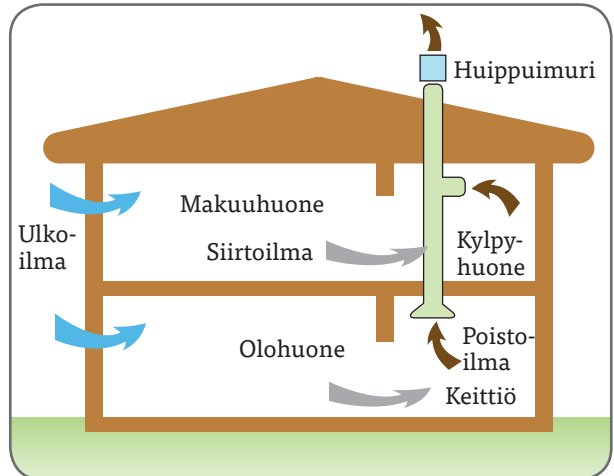 Huippuimuri
Makuuhuone
Ulko-
ilma
Siirtoilma
Kylpy-
huone
Olohuone
Poisto-
ilma
Keittiö